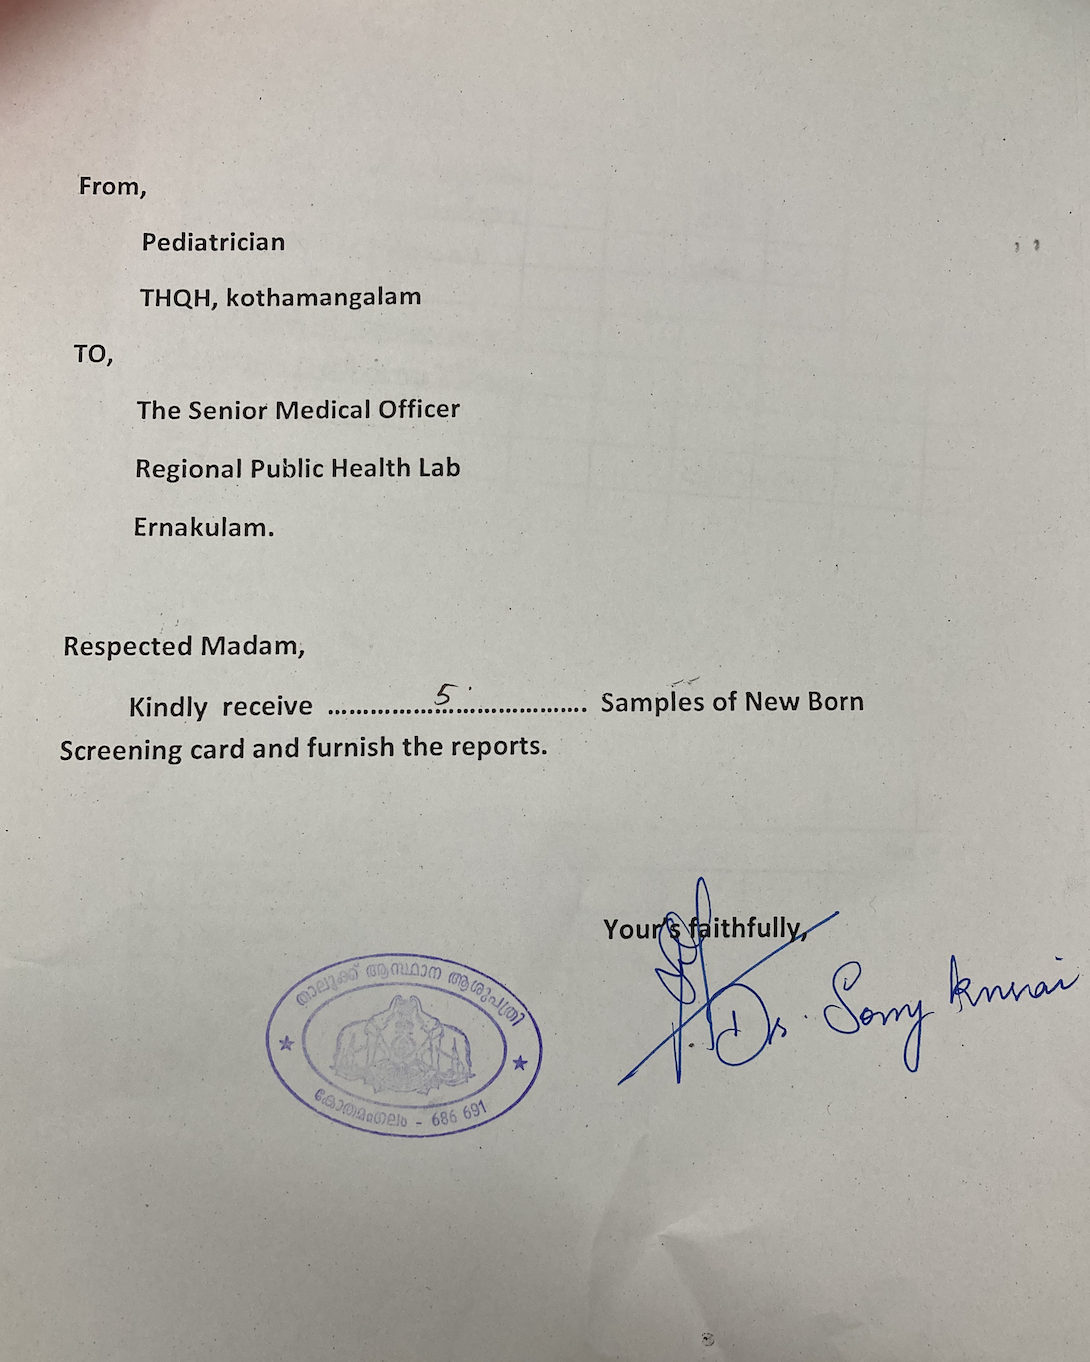 From,
Pediatrician
THQH, kothamangalam
TO,
The Senior Medical Officer
Regional Public Health Lab
Ernakulam.
Respected Madam,
Kindly receive ................5................... Samples of New Born
Screening card and furnish the reports.
Your's faithfully,
Dr. Sony
താലൂക്ക് ആസ്ഥാന ആശുപത്രി
കോതമംഗലം - 686 691